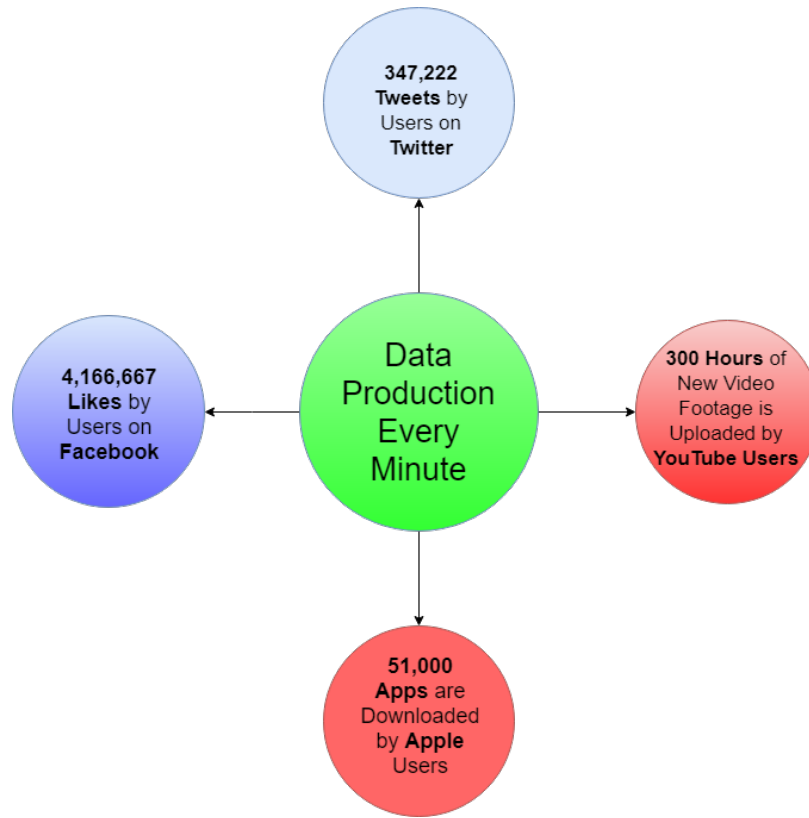 347,222
Tweets by
Users on
Twitter
4,166,667
Likes by
Users on
Facebook
Data
Production
Every
Minute
300 Hours of
New Video
Footage is
Uploaded by
YouTube Users
51,000
Apps are
Downloaded
by Apple
Users